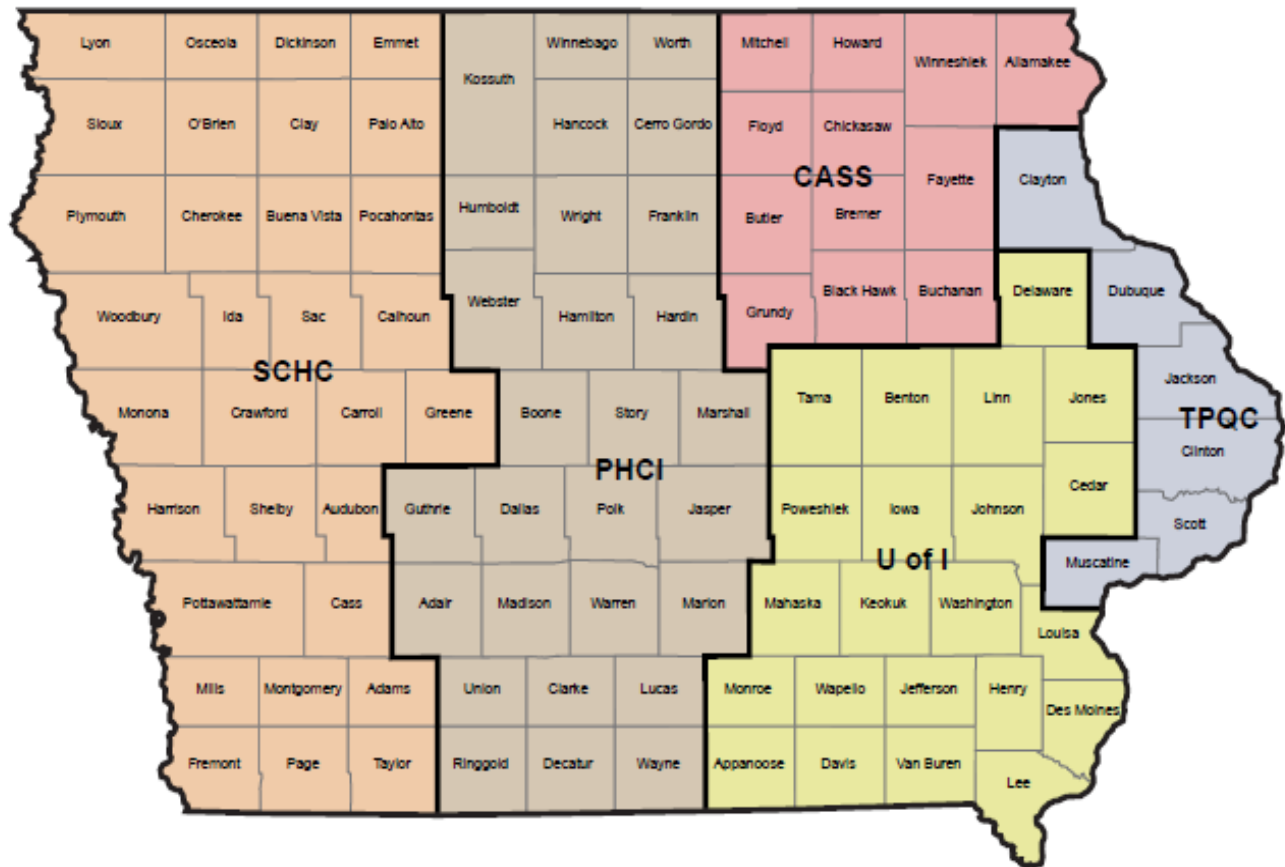 Lyon Osceola Dickinson Emmet Winnebago Worth Mitchell Howard
Winneshiek Allamakee
Kossuth
Sioux O'Brien Clay Palo Alto Hancock Cerro Gordo Floyd Chickasaw
CASS
Fayette Clayton
Plymouth Cherokee Buena Vista Pocahontas Humboldt Wright Franklin Butler Bremer
Woodbury Ida Sac Calhoun Webster Hamilton Hardin Grundy Black Hawk Buchanan Delaware Dubuque
SCHC
Monona Crawford Carroll Greene Boone Story Marshall Tama Benton Linn Jones Jackson
TPQC
Clinton
PHCI
Cedar
Harrison Shelby Audubon Guthrie Dallas Polk Jasper Poweshiek Iowa Johnson Scott
U of I
Muscatine
Pottawattamie Cass Adair Madison Warren Marion Mahaska Keokuk Washington
Louisa
Mills Montgomery Adams Union Clarke Lucas Monroe Wapello Jefferson Henry
Des Moines
Fremont Page Taylor Ringgold Decatur Wayne Appanoose Davis Van Buren
Lee